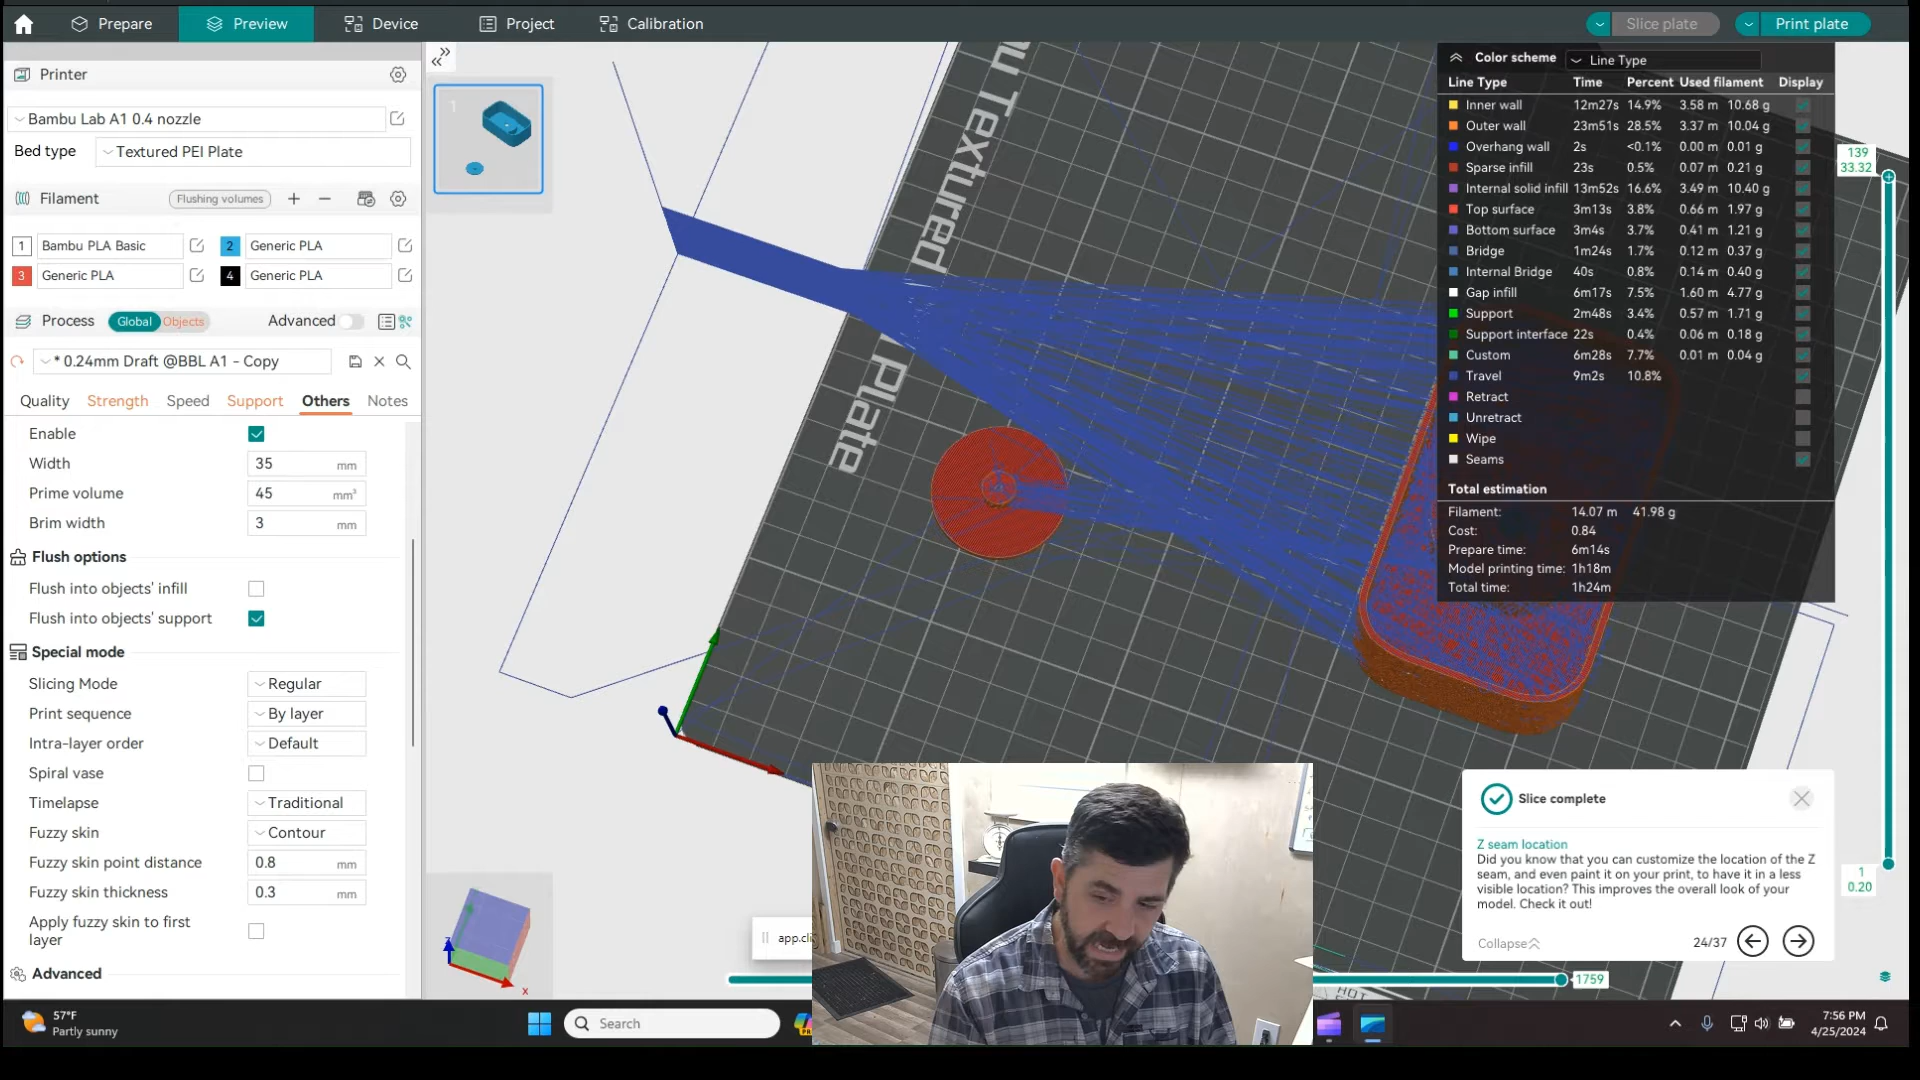 Prepare
Preview
Device
Project
Calibration
Slice plate
Print plate
Printer
Bambu Lab A1 0.4 nozzle
Bed type
Textured PEI Plate
Filament
Flushing volumes
1 Bambu PLA Basic
2 Generic PLA
3 Generic PLA
4 Generic PLA
Process
Global Objects
Advanced
* 0.24mm Draft @BBL A1 - Copy
Quality Strength Speed Support Others Notes
Enable
Width 35 mm
Prime volume 45 mm³
Brim width 3 mm
Flush options
Flush into objects' infill
Flush into objects' support
Special mode
Slicing Mode Regular
Print sequence By layer
Intra-layer order Default
Spiral vase
Timelapse Traditional
Fuzzy skin Contour
Fuzzy skin point distance 0.8 mm
Fuzzy skin thickness 0.3 mm
Apply fuzzy skin to first
layer
Advanced
1
Textured
Plate
x
app.cli
Color scheme Line Type
Line Type Time Percent Used filament Display
Inner wall 12m27s 14.9% 3.58 m 10.68 g
Outer wall 23m51s 28.5% 3.37 m 10.04 g
Overhang wall 2s <0.1% 0.00 m 0.01 g
Sparse infill 23s 0.5% 0.07 m 0.21 g
Internal solid infill 13m52s 16.6% 3.49 m 10.40 g
Top surface 3m13s 3.8% 0.66 m 1.97 g
Bottom surface 3m4s 3.7% 0.41 m 1.21 g
Bridge 1m24s 1.7% 0.12 m 0.37 g
Internal Bridge 40s 0.8% 0.14 m 0.40 g
Gap infill 6m17s 7.5% 1.60 m 4.77 g
Support 2m48s 3.4% 0.57 m 1.71 g
Support interface 22s 0.4% 0.06 m 0.18 g
Custom 6m28s 7.7% 0.01 m 0.04 g
Travel 9m2s 10.8%
Retract
Unretract
Wipe
Seams
Total estimation
Filament: 14.07 m 41.98 g
Cost: 0.84
Prepare time: 6m14s
Model printing time: 1h18m
Total time: 1h24m
139
33.32
1
0.20
Slice complete
Z seam location
Did you know that you can customize the location of the Z
seam, and even paint it on your print, to have it in a less
visible location? This improves the overall look of your
model. Check it out!
Collapse
24/37
1759
HOT
57°F
Partly sunny
Search
7:56 PM
4/25/2024